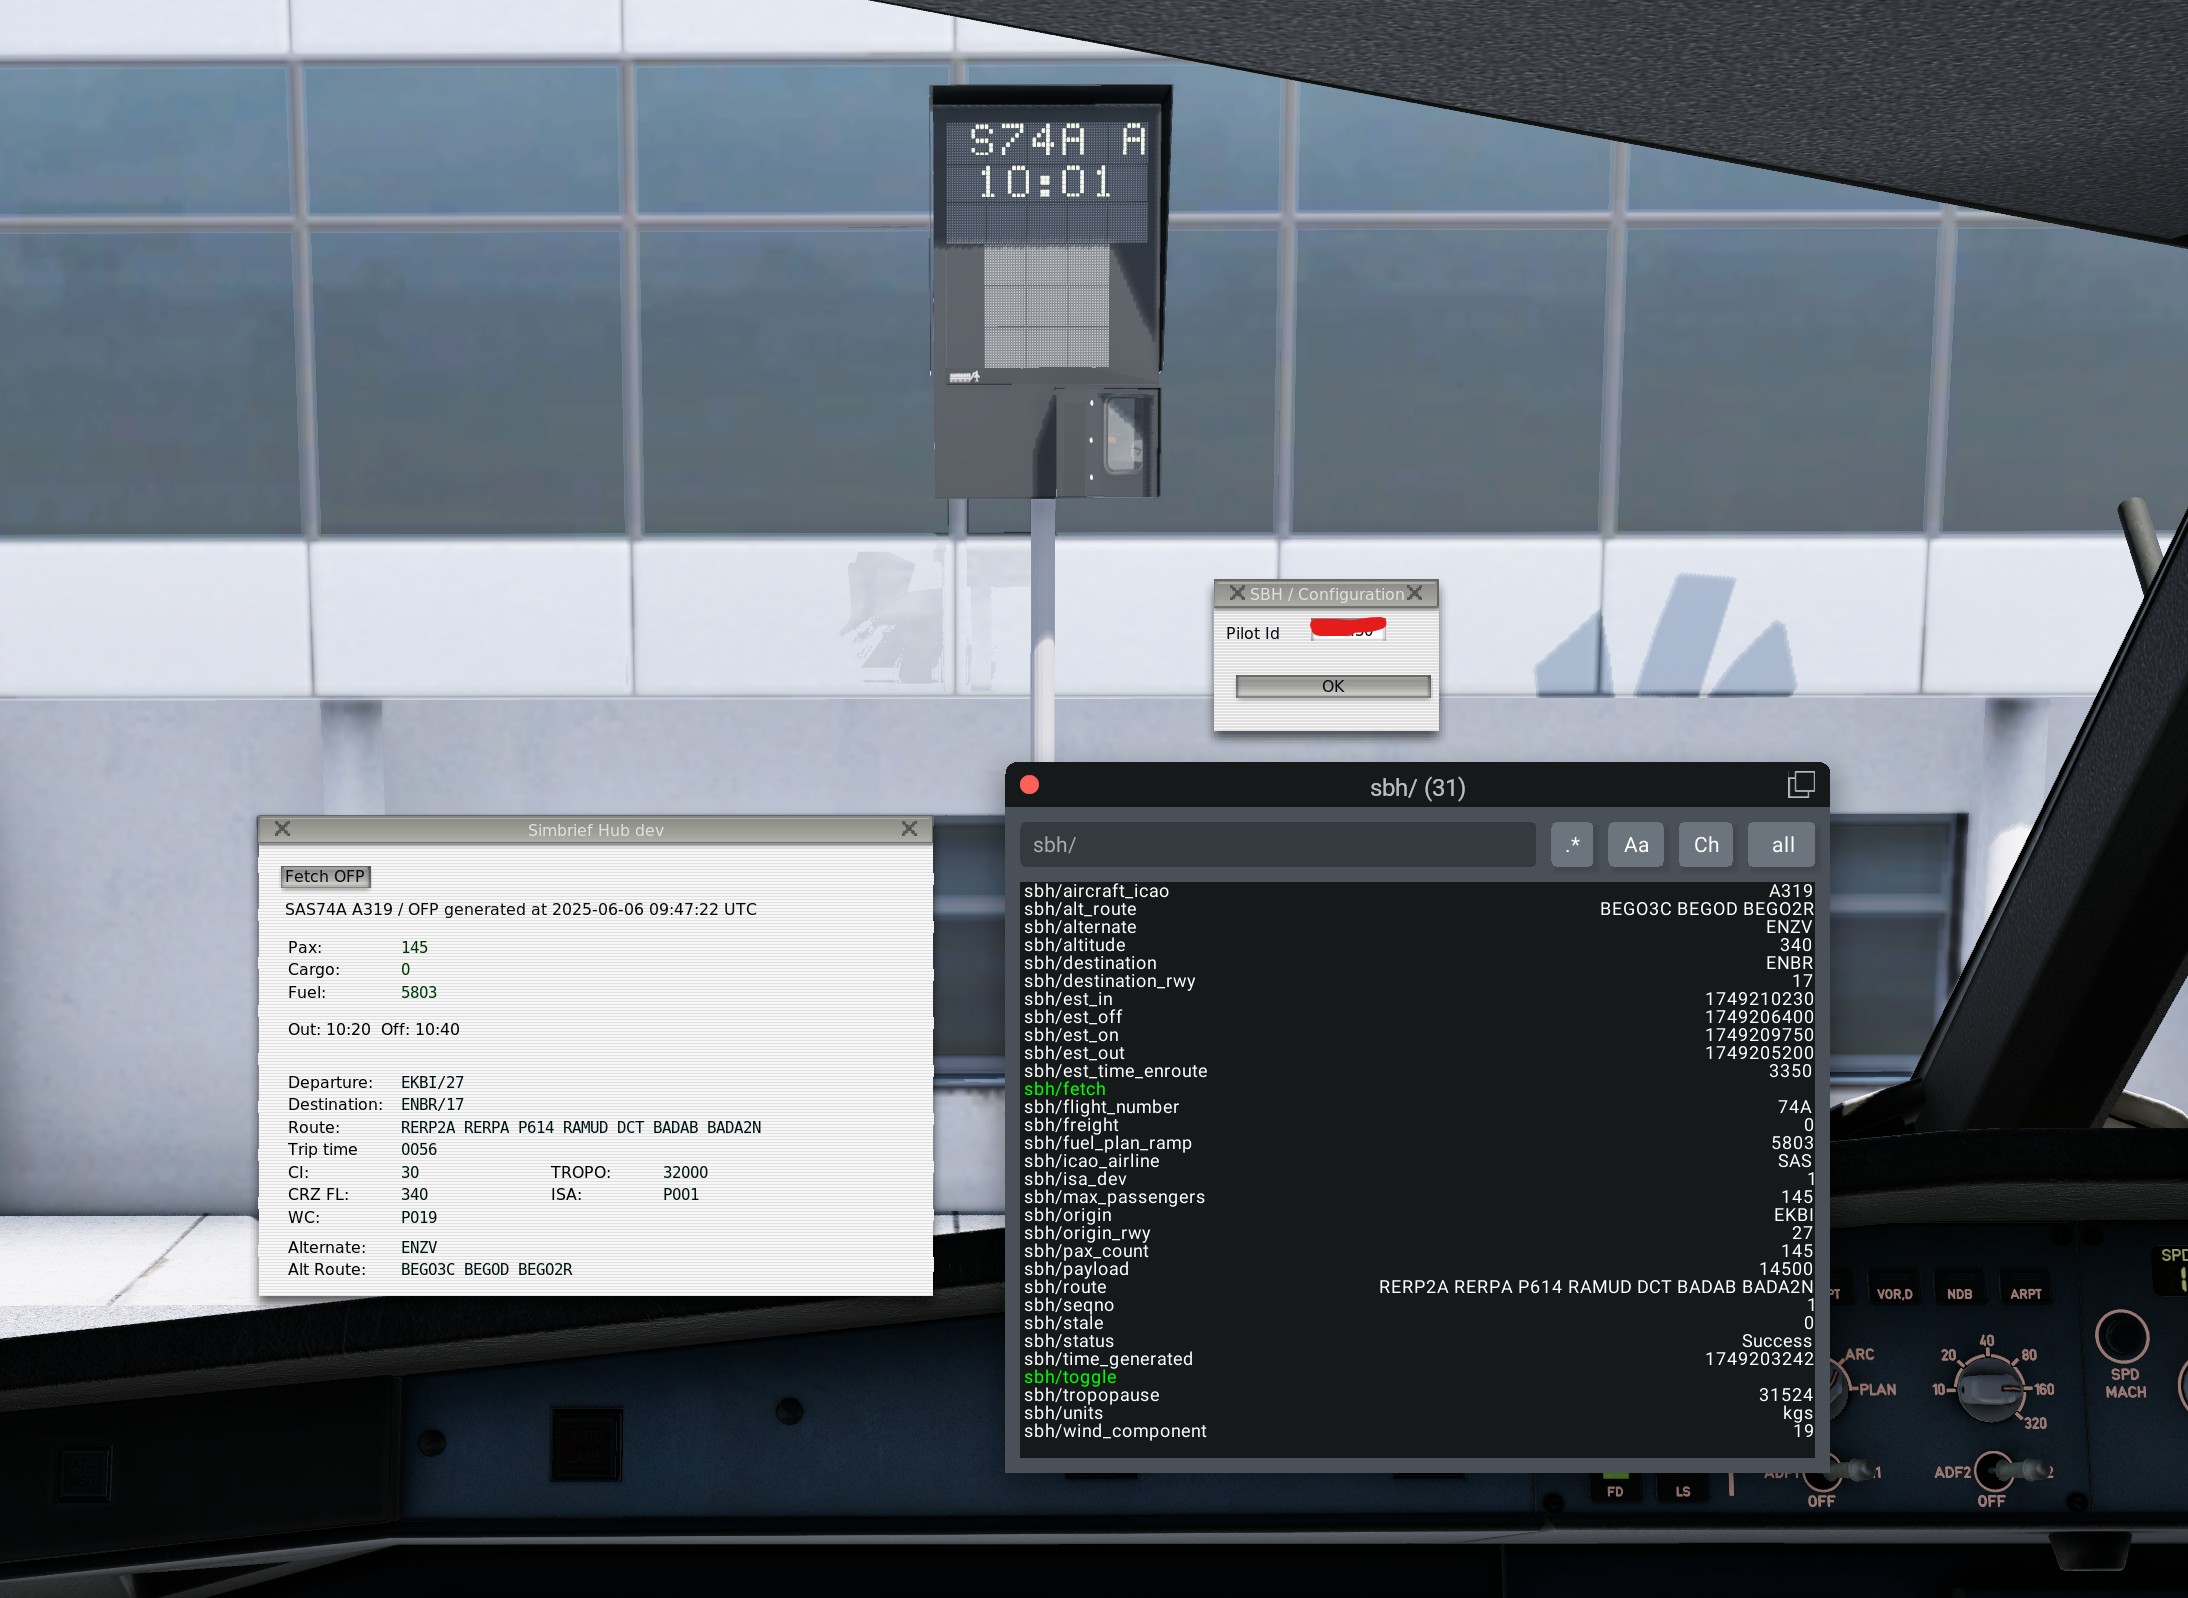 S74A A
10:01
SBH / Configuration
Pilot Id
OK
Simbrief Hub dev
Fetch OFP
SAS74A A319 / OFP generated at 2025-06-06 09:47:22 UTC
Pax: 145
Cargo: 0
Fuel: 5803
Out: 10:20 Off: 10:40
Departure: EKBI/27
Destination: ENBR/17
Route: RERP2A RERPA P614 RAMUD DCT BADAB BADA2N
Trip time 0056
CI: 30 TROPO: 32000
CRZ FL: 340 ISA: P001
WC: P019
Alternate: ENZV
Alt Route: BEGO3C BEGOD BEGO2R
sbh/ (31)
sbh/ .* Aa Ch all
sbh/aircraft_icao A319
sbh/alt_route BEGO3C BEGOD BEGO2R
sbh/alternate ENZV
sbh/altitude 340
sbh/destination ENBR
sbh/destination_rwy 17
sbh/est_in 1749210230
sbh/est_off 1749206400
sbh/est_on 1749209750
sbh/est_out 1749205200
sbh/est_time_enroute 3350
sbh/fetch
sbh/flight_number 74A
sbh/freight 0
sbh/fuel_plan_ramp 5803
sbh/icao_airline SAS
sbh/isa_dev 1
sbh/max_passengers 145
sbh/origin EKBI
sbh/origin_rwy 27
sbh/pax_count 145
sbh/payload 14500
sbh/route RERP2A RERPA P614 RAMUD DCT BADAB BADA2N
sbh/seqno 1
sbh/stale 0
sbh/status Success
sbh/time_generated 1749203242
sbh/toggle
sbh/tropopause 31524
sbh/units kgs
sbh/wind_component 19
SPD
VOR.D NDB ARPT
ARC
PLAN
10 20 40 80 160 320
SPD
MACH
FD LS
OFF
ADF2
OFF